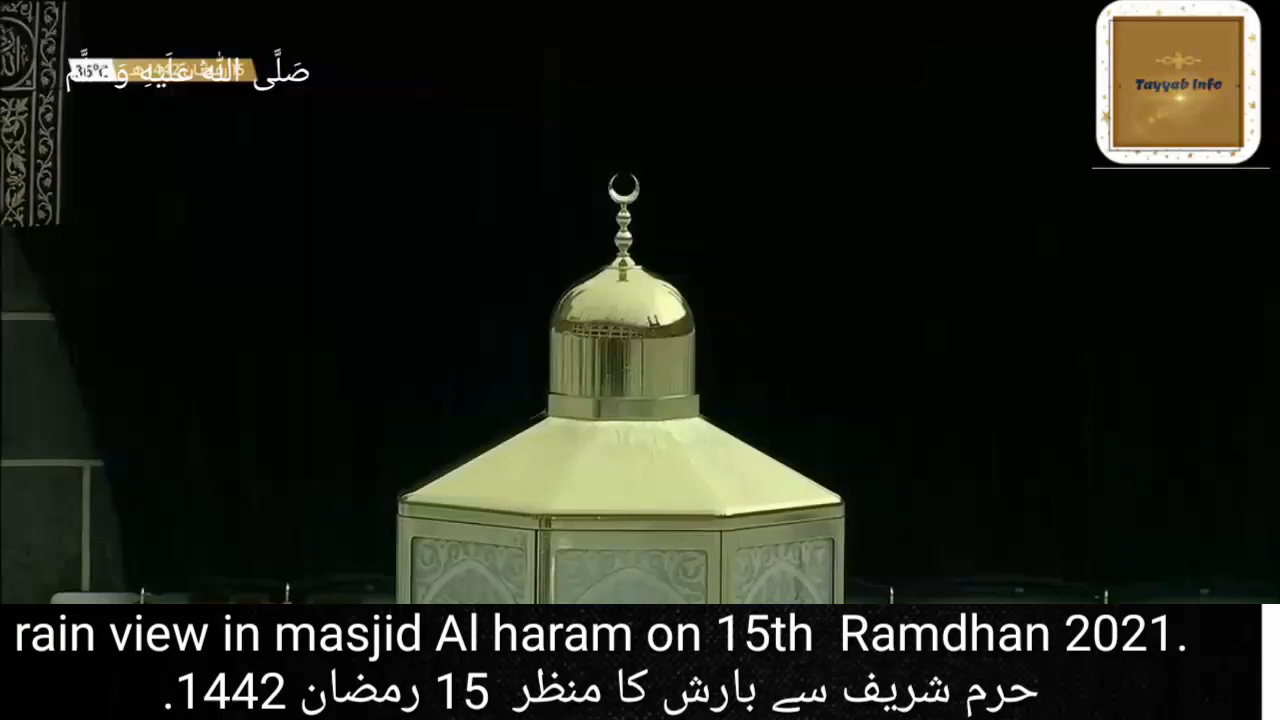 صَلَّى اللهُ عَلَيْهِ وَسَلَّم
36°C
Tayyab Info
rain view in masjid Al haram on 15th Ramdhan 2021.
حرم شریف سے بارش کا منظر 15 رمضان 1442.